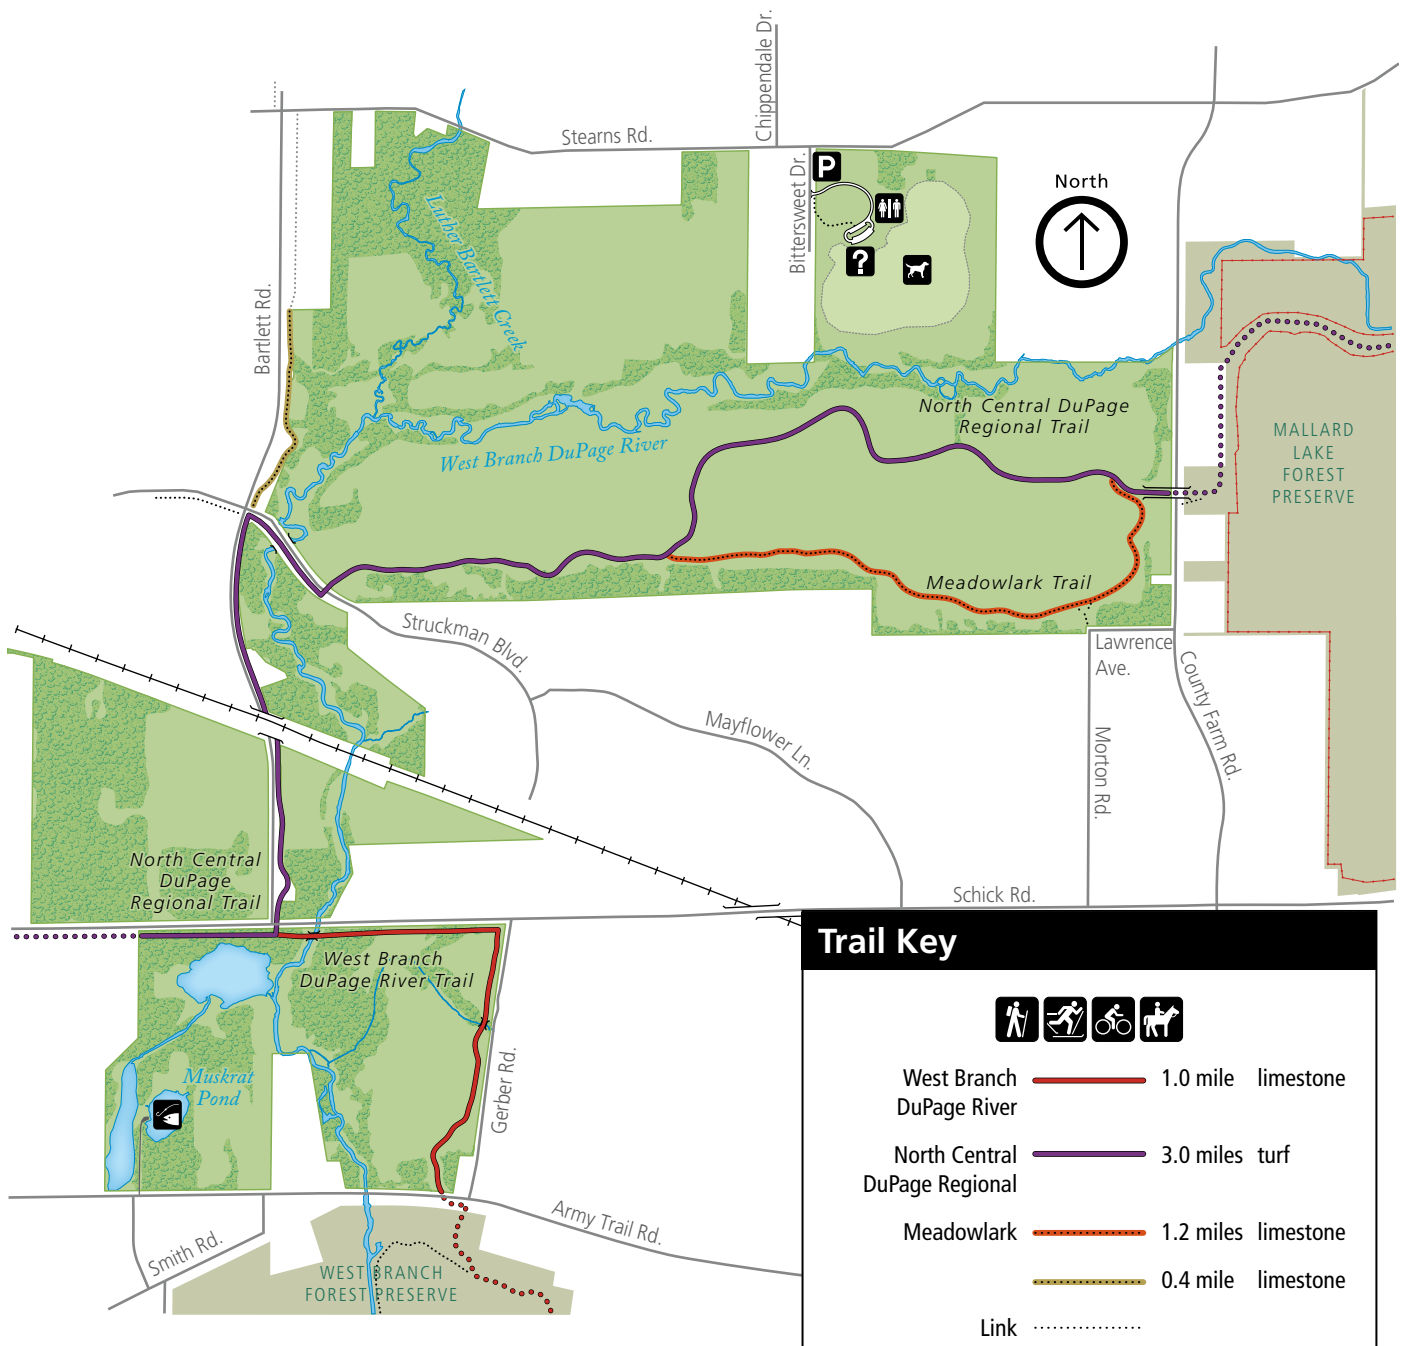 Chippendale Dr.
Stearns Rd.
P
Bittersweet Dr.
North
?
Luther Bartlett Creek
Bartlett Rd.
North Central DuPage
Regional Trail
West Branch DuPage River
MALLARD
LAKE
FOREST
PRESERVE
Meadowlark Trail
Struckman Blvd.
Lawrence
Ave.
County Farm Rd.
Mayflower Ln.
Morton Rd.
North Central
DuPage
Regional Trail
Schick Rd.
West Branch
DuPage River Trail
Muskrat
Pond
Gerber Rd.
Army Trail Rd.
Smith Rd.
WEST BRANCH
FOREST PRESERVE
Trail Key
West Branch 1.0 mile limestone
DuPage River
North Central 3.0 miles turf
DuPage Regional
Meadowlark 1.2 miles limestone
0.4 mile limestone
Link